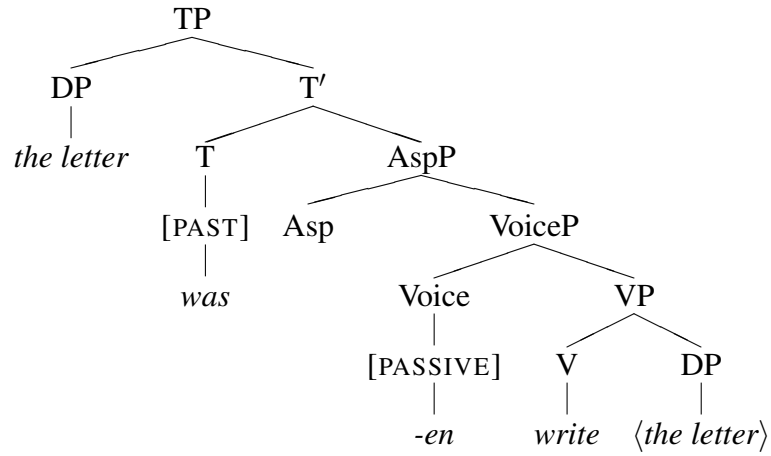 TP
DP T′
the letter T AspP
[PAST] Asp VoiceP
was Voice VP
[PASSIVE] V DP
-en write ⟨the letter⟩